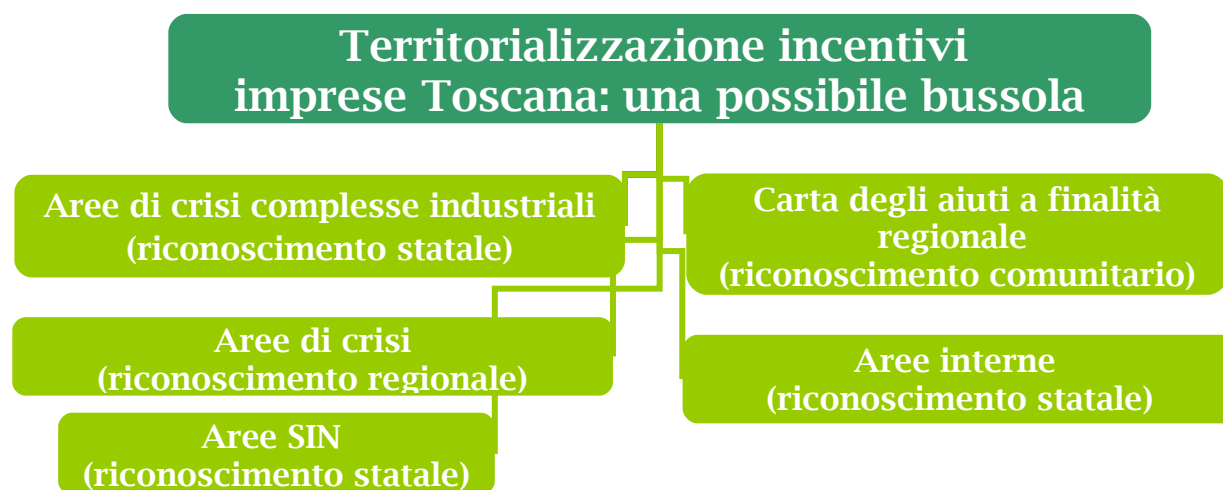 Territorializzazione incentivi
imprese Toscana: una possibile bussola
Aree di crisi complesse industriali
(riconoscimento statale)
Carta degli aiuti a finalità
regionale
(riconoscimento comunitario)
Aree di crisi
(riconoscimento regionale)
Aree interne
(riconoscimento statale)
Aree SIN
(riconoscimento statale)